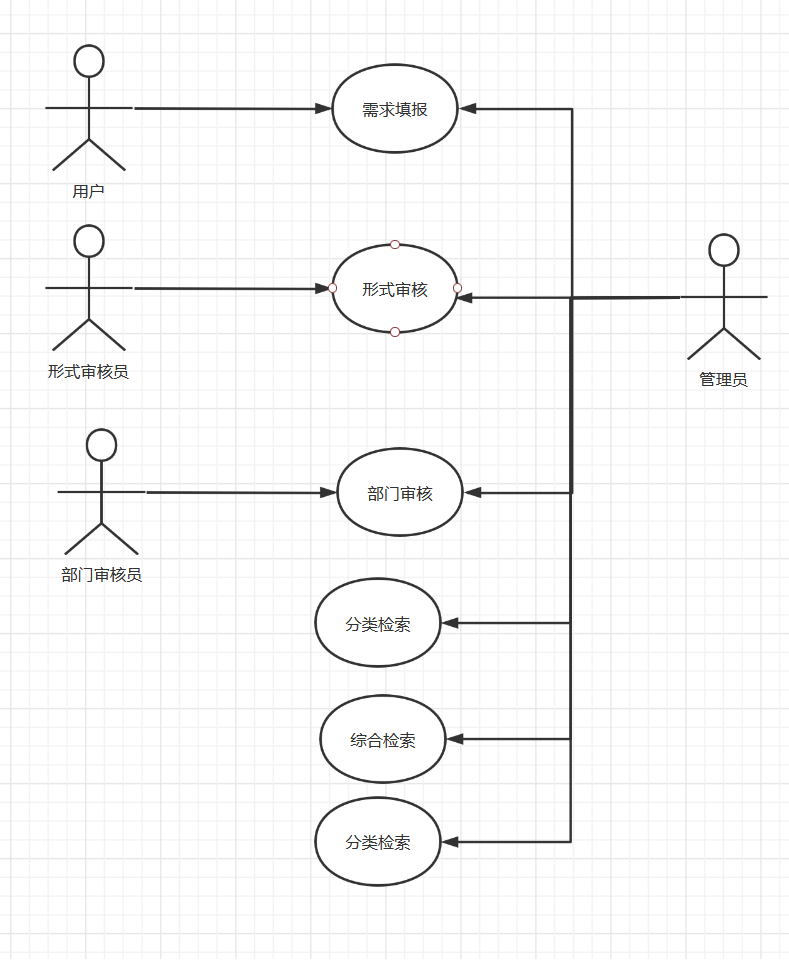 需求填报
用户
形式审核
形式审核员
管理员
部门审核
部门审核员
分类检索
综合检索
分类检索